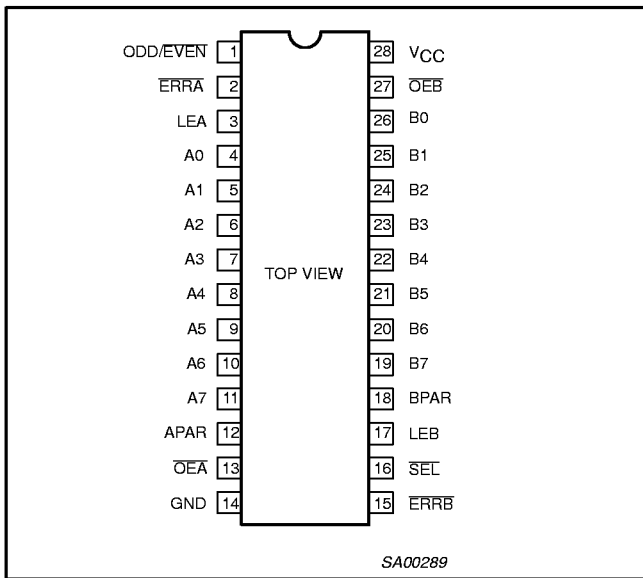 ODD/EVEN 1 28 VCC
ERRA 2 27 OEB
LEA 3 26 B0
A0 4 25 B1
A1 5 24 B2
A2 6 23 B3
A3 7 22 B4
TOP VIEW
A4 8 21 B5
A5 9 20 B6
A6 10 19 B7
A7 11 18 BPAR
APAR 12 17 LEB
OEA 13 16 SEL
GND 14 15 ERRB
SA00289